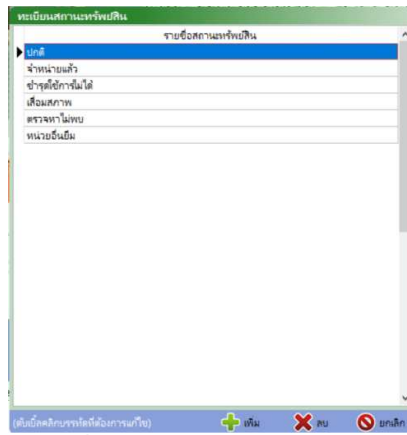 ทะเบียนสถานะทรัพย์สิน
รายชื่อสถานะทรัพย์สิน
ปกติ
จำหน่ายแล้ว
ชำรุดใช้การไม่ได้
เสื่อมสภาพ
ตรวจหาไม่พบ
หน่วยอื่นยืม
(ดับเบิ้ลคลิกบรรทัดที่ต้องการแก้ไข) เพิ่ม ลบ ยกเลิก